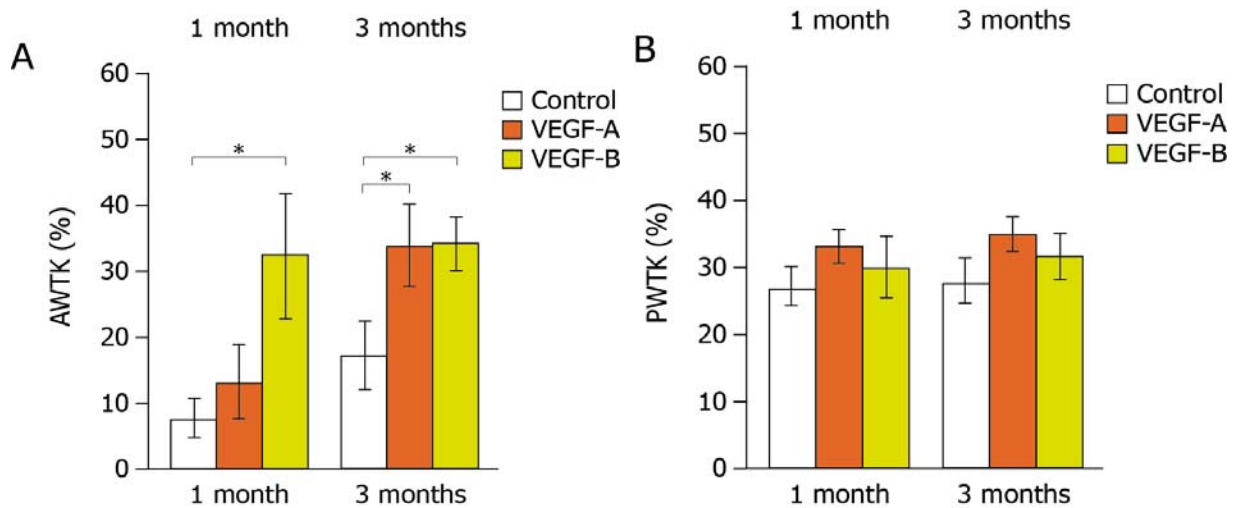 1 month 3 months
A
60
50
40
30
20
10
0
AWTK (%)
* * *
Control
VEGF-A
VEGF-B
1 month 3 months
1 month 3 months
B
60
50
40
30
20
10
0
PWTK (%)
Control
VEGF-A
VEGF-B
1 month 3 months